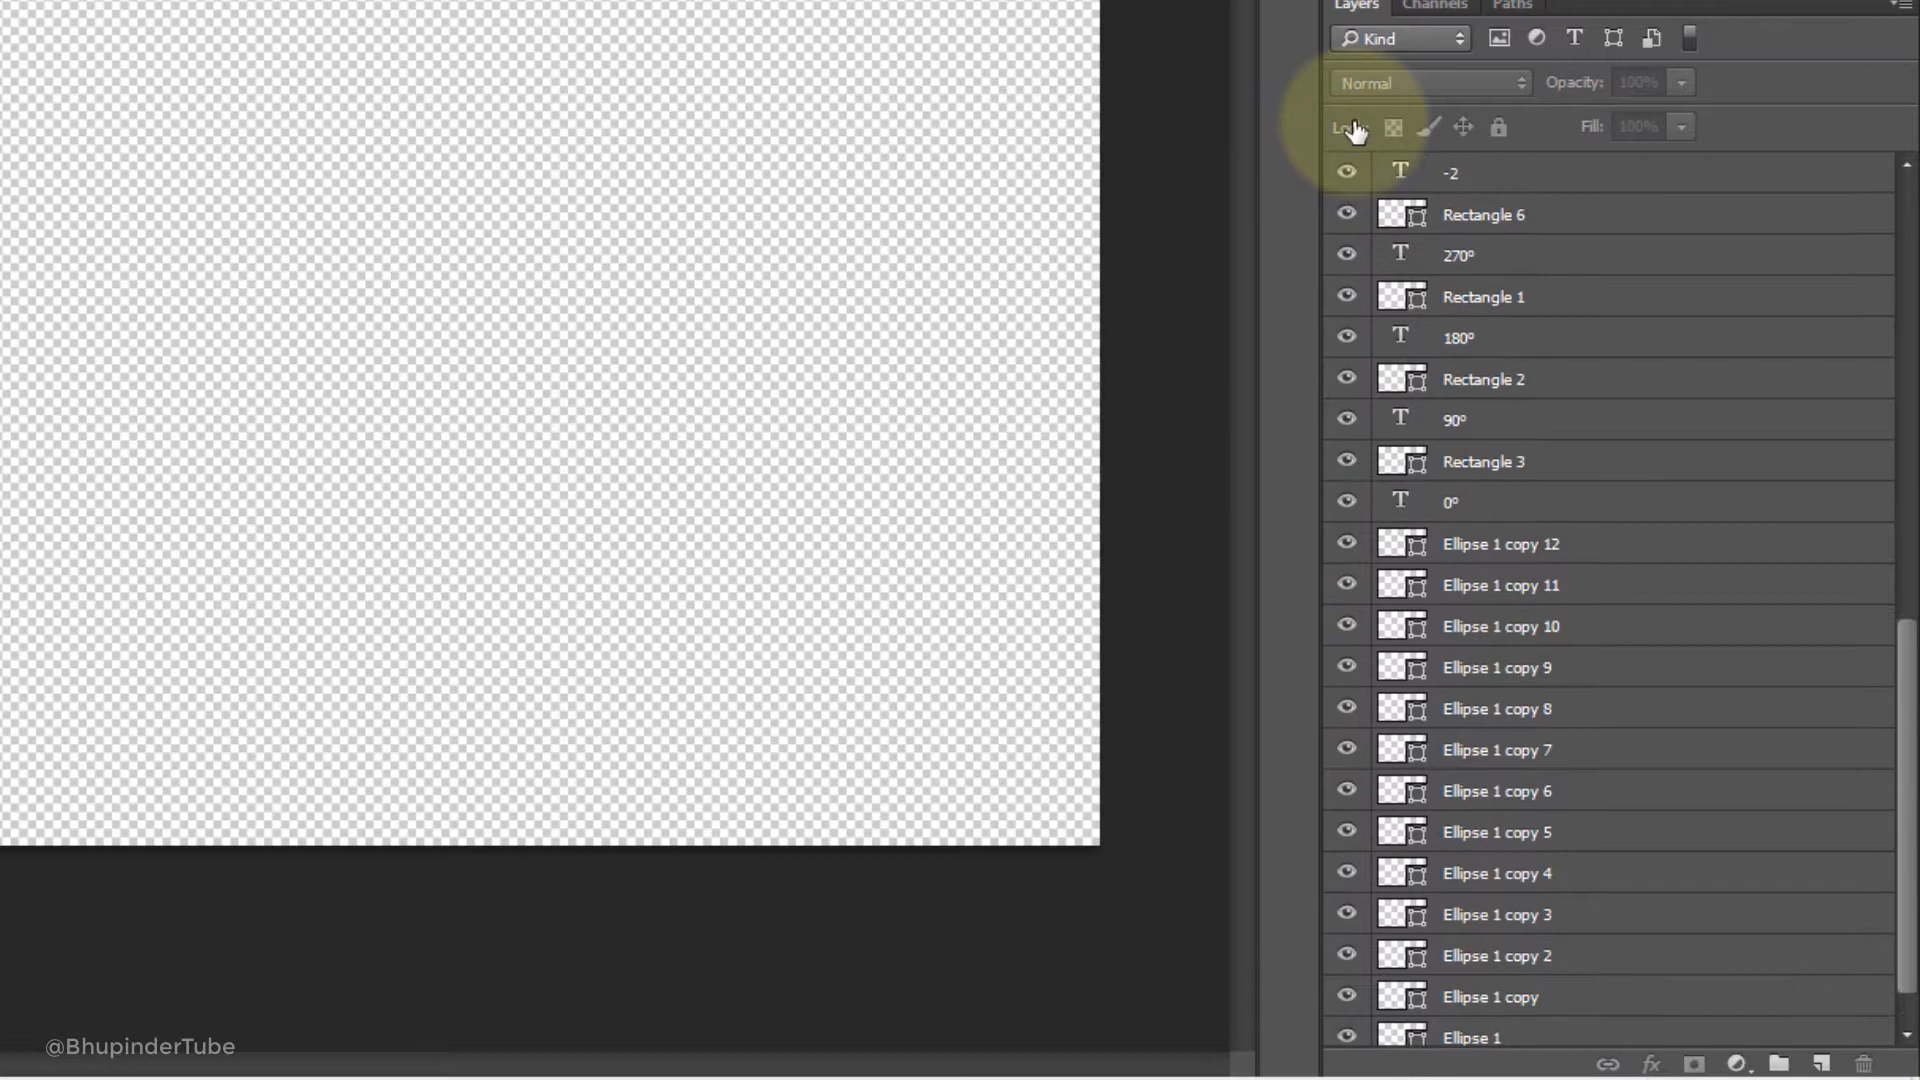 Layers Channels Paths
Kind
Normal Opacity: 100%
Fill: 100%
-2
Rectangle 6
270º
Rectangle 1
180º
Rectangle 2
90º
Rectangle 3
0º
Ellipse 1 copy 12
Ellipse 1 copy 11
Ellipse 1 copy 10
Ellipse 1 copy 9
Ellipse 1 copy 8
Ellipse 1 copy 7
Ellipse 1 copy 6
Ellipse 1 copy 5
Ellipse 1 copy 4
Ellipse 1 copy 3
Ellipse 1 copy 2
Ellipse 1 copy
Ellipse 1
fx
@BhupinderTube